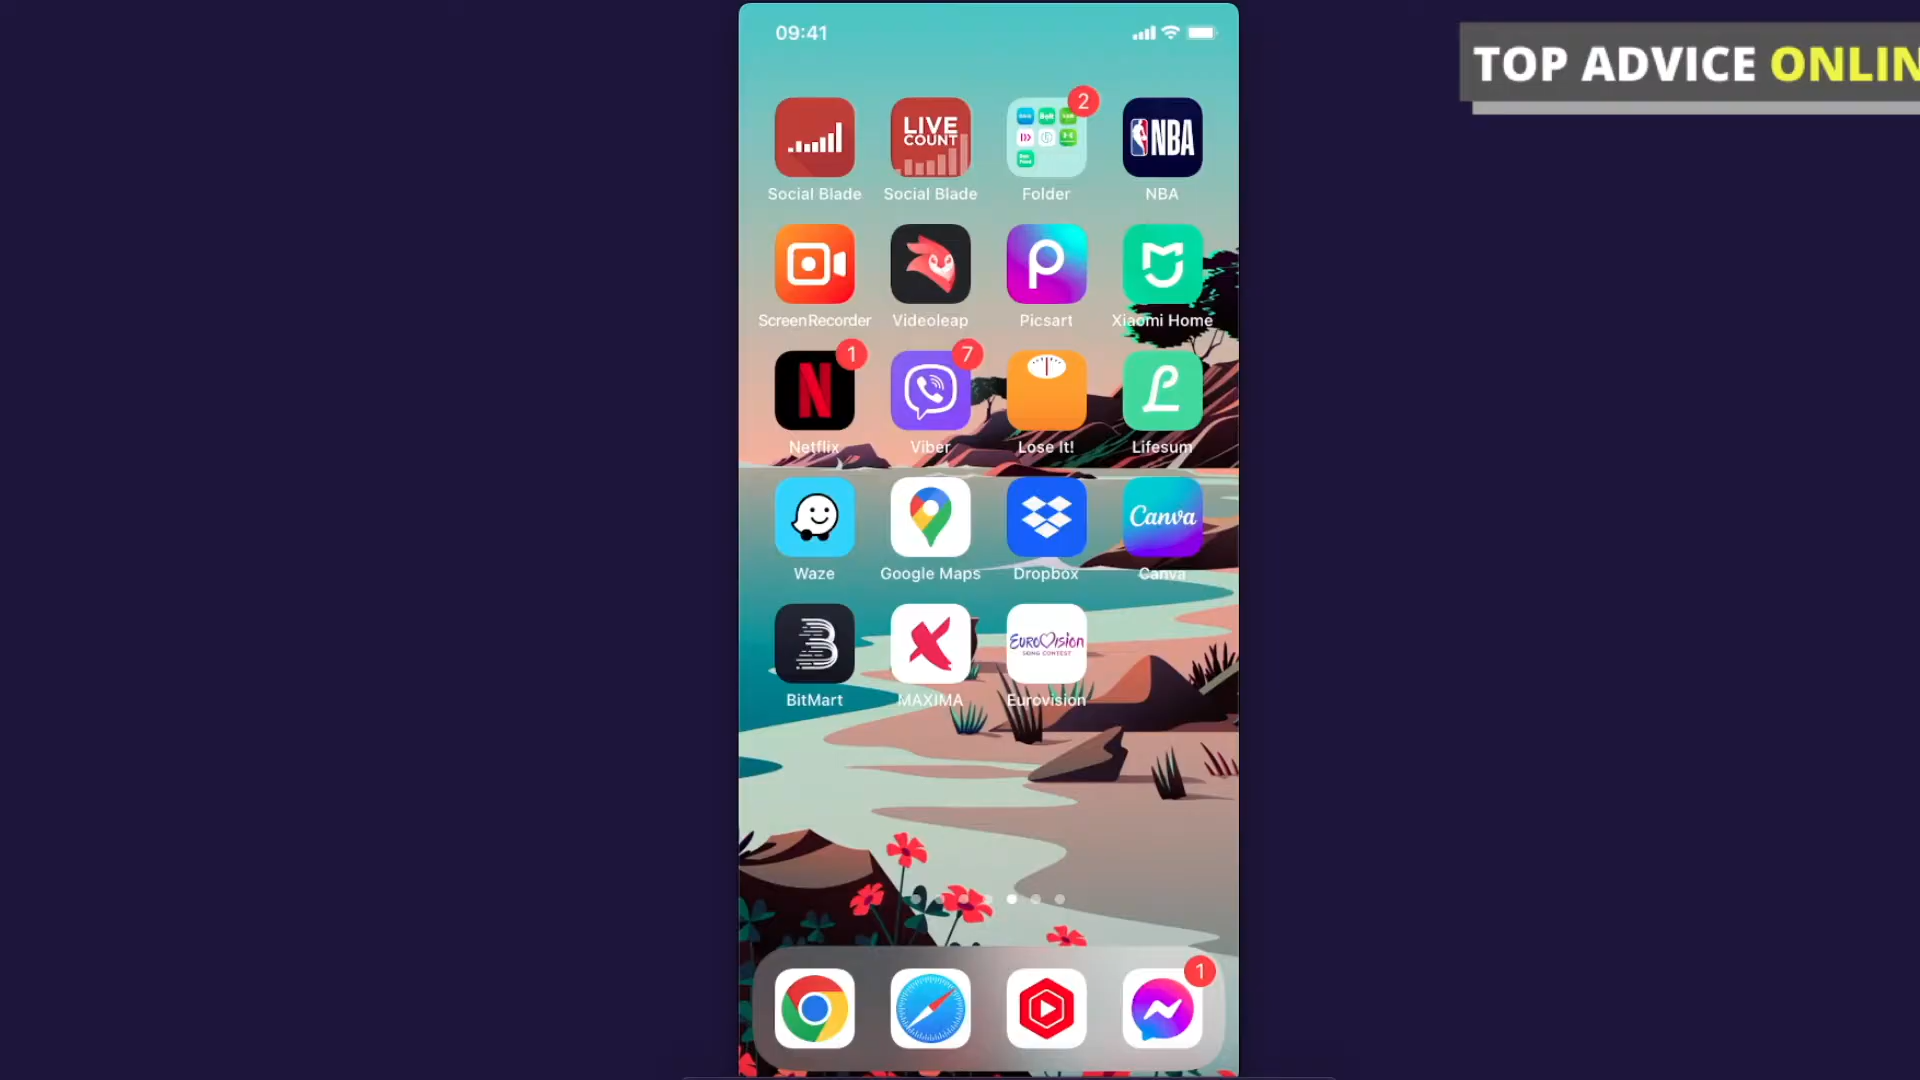 09:41
TOP ADVICE ONLIN
LIVE
COUNT
2
NBA
Social Blade
Social Blade
Folder
NBA
ScreenRecorder
Videoleap
Picsart
Xiaomi Home
1
7
Netflix
Viber
Lose It!
Lifesum
Canva
Waze
Google Maps
Dropbox
Canva
EUROVISION
SONG CONTEST
BitMart
MAXIMA
Eurovision
1